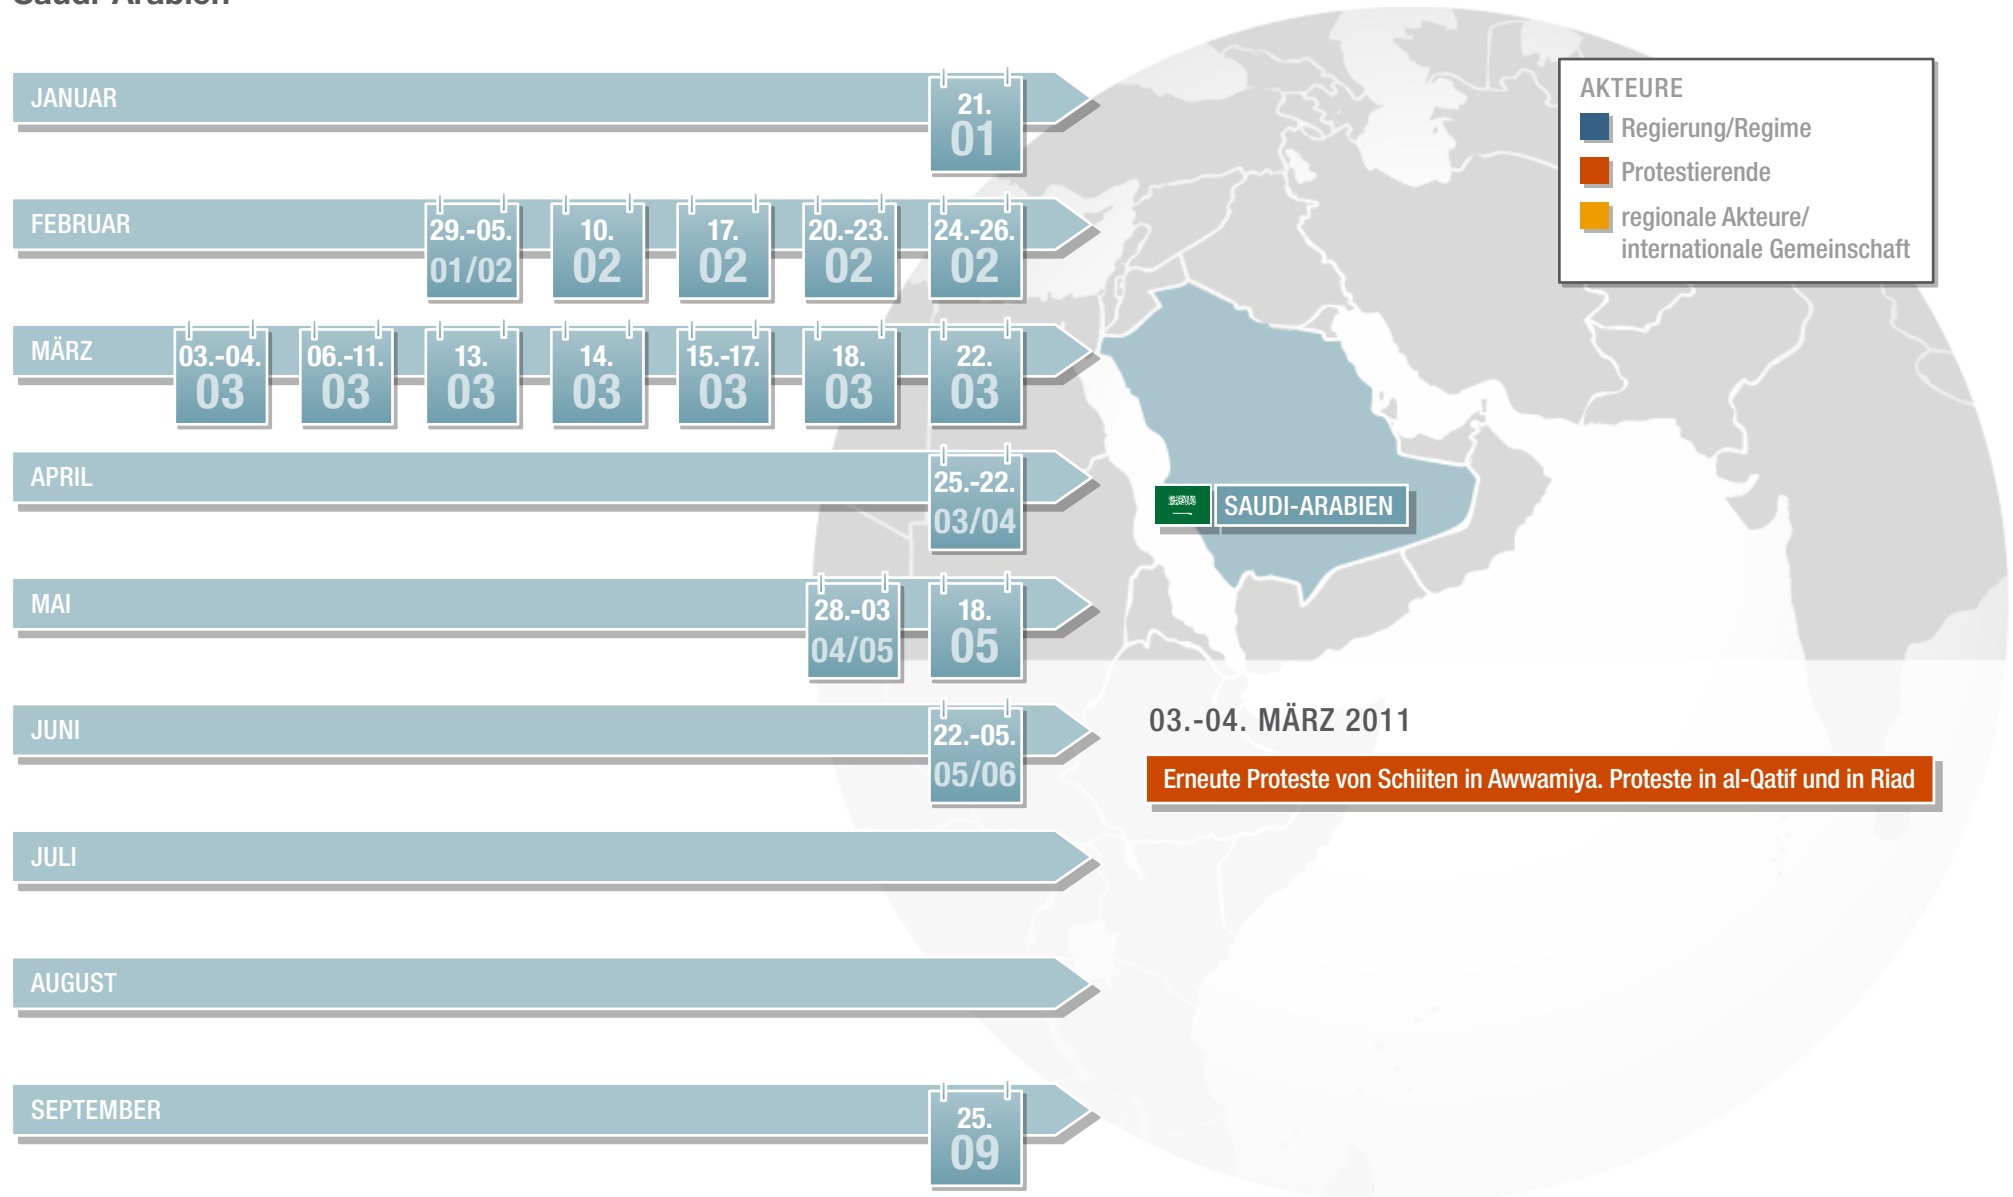 Saudi-Arabien
JANUAR
21.
01
FEBRUAR
29.-05.
01/02
10.
02
17.
02
20.-23.
02
24.-26.
02
MÄRZ
03.-04.
03
06.-11.
03
13.
03
14.
03
15.-17.
03
18.
03
22.
03
APRIL
25.-22.
03/04
MAI
28.-03
04/05
18.
05
JUNI
22.-05.
05/06
JULI
AUGUST
SEPTEMBER
25.
09
AKTEURE
Regierung/Regime
Protestierende
regionale Akteure/
internationale Gemeinschaft
SAUDI-ARABIEN
03.-04. MÄRZ 2011
Erneute Proteste von Schiiten in Awwamiya. Proteste in al-Qatif und in Riad